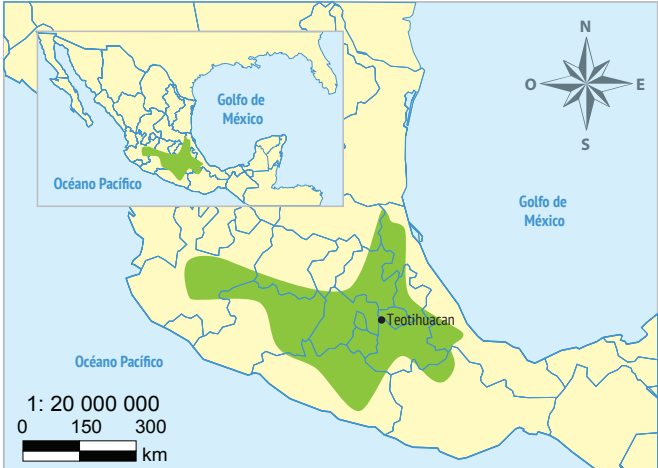 Golfo de
México
Océano Pacífico
N
O
E
S
Golfo de
México
Teotihuacan
Océano Pacífico
1: 20 000 000
0 150 300
km